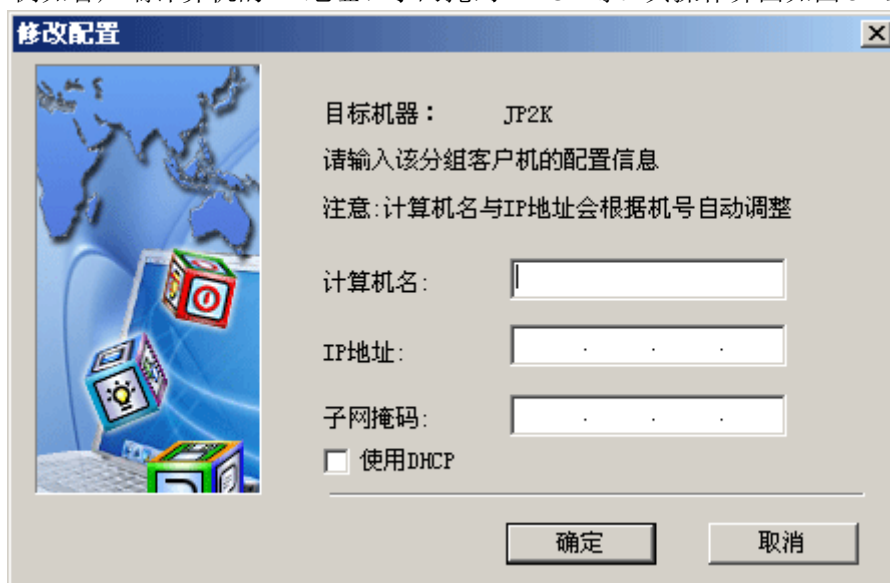 修改配置
目标机器： JP2K
请输入该分组客户机的配置信息
注意:计算机名与IP地址会根据机号自动调整
计算机名:
IP地址: . . .
子网掩码: . . .
使用DHCP
确定 取消